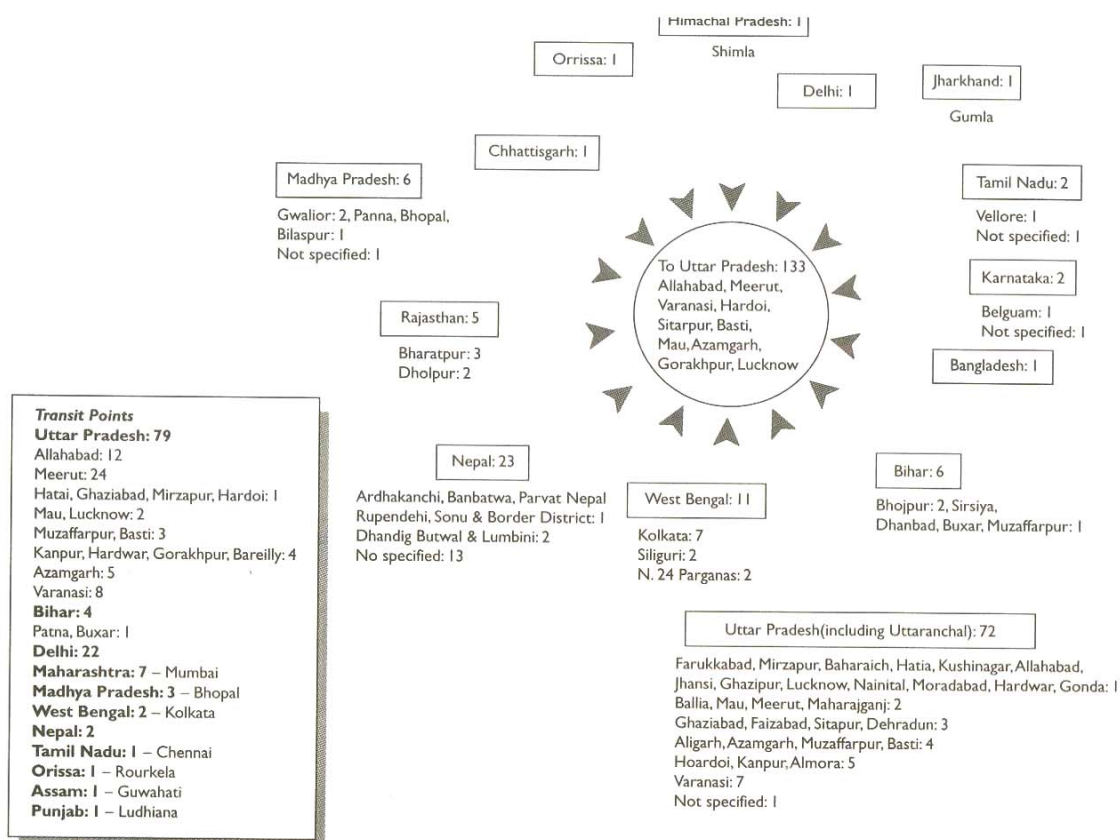 Himachal Pradesh: 1
Shimla
Orrissa: 1
Delhi: 1
Jharkhand: 1
Gumla
Chhattisgarh: 1
Madhya Pradesh: 6
Gwalior: 2, Panna, Bhopal,
Bilaspur: 1
Not specified: 1
Tamil Nadu: 2
Vellore: 1
Not specified: 1
To Uttar Pradesh: 133
Allahabad, Meerut,
Varanasi, Hardoi,
Sitarpur, Basti,
Mau, Azamgarh,
Gorakhpur, Lucknow
Karnataka: 2
Belguam: 1
Not specified: 1
Rajasthan: 5
Bharatpur: 3
Dholpur: 2
Bangladesh: 1
Transit Points
Uttar Pradesh: 79
Allahabad: 12
Meerut: 24
Hatai, Ghaziabad, Mirzapur, Hardoi: 1
Mau, Lucknow: 2
Muzaffarpur, Basti: 3
Kanpur, Hardwar, Gorakhpur, Bareilly: 4
Azamgarh: 5
Varanasi: 8
Bihar: 4
Patna, Buxar: 1
Delhi: 22
Maharashtra: 7 – Mumbai
Madhya Pradesh: 3 – Bhopal
West Bengal: 2 – Kolkata
Nepal: 2
Tamil Nadu: 1 – Chennai
Orissa: 1 – Rourkela
Assam: 1 – Guwahati
Punjab: 1 – Ludhiana
Nepal: 23
Ardhakanchi, Banbatwa, Parvat Nepal
Rupendehi, Sonu & Border District: 1
Dhandig Butwal & Lumbini: 2
No specified: 13
West Bengal: 11
Kolkata: 7
Siliguri: 2
N. 24 Parganas: 2
Bihar: 6
Bhojpur: 2, Sirsiya,
Dhanbad, Buxar, Muzaffarpur: 1
Uttar Pradesh(including Uttaranchal): 72
Farukkabad, Mirzapur, Baharaich, Hatia, Kushinagar, Allahabad,
Jhansi, Ghazipur, Lucknow, Nainital, Moradabad, Hardwar, Gonda: 1
Ballia, Mau, Meerut, Maharajganj: 2
Ghaziabad, Faizabad, Sitapur, Dehradun: 3
Aligarh, Azamgarh, Muzaffarpur, Basti: 4
Hoardoi, Kanpur, Almora: 5
Varanasi: 7
Not specified: 1